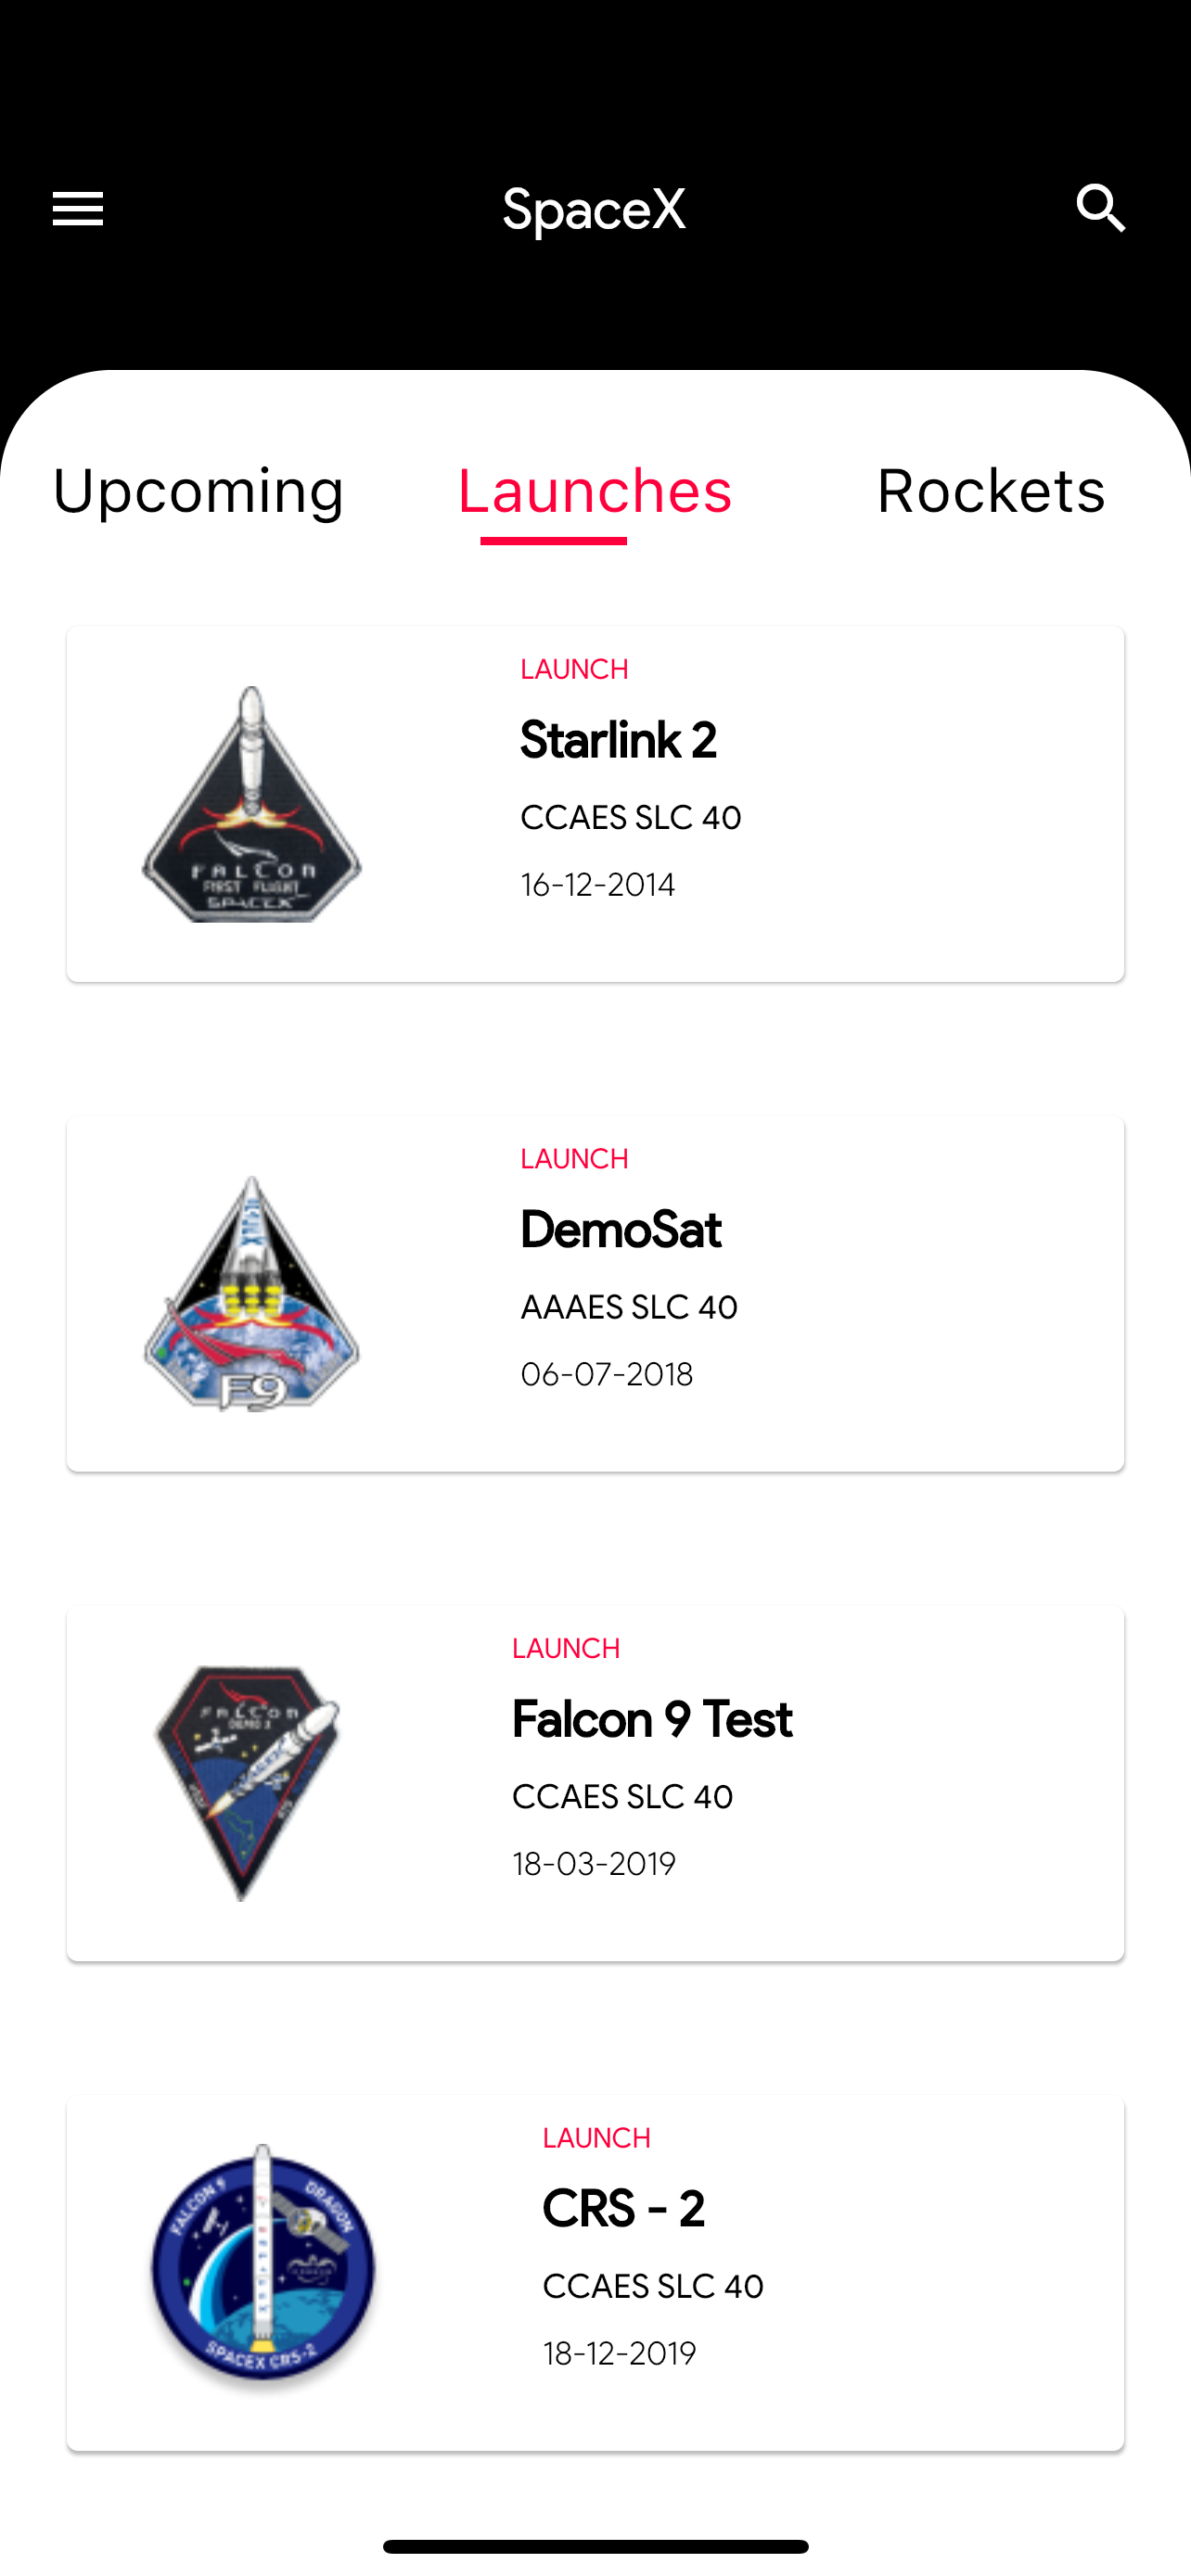 SpaceX
Upcoming Launches Rockets
LAUNCH
Starlink 2
CCAES SLC 40
16-12-2014
FALCON
FIRST FLIGHT
SPACEX
LAUNCH
DemoSat
AAAES SLC 40
06-07-2018
F9
LAUNCH
Falcon 9 Test
CCAES SLC 40
18-03-2019
FALCON
DEMO 2
LAUNCH
CRS - 2
CCAES SLC 40
18-12-2019
FALCON 9
DRAGON
SPACEX CRS-2